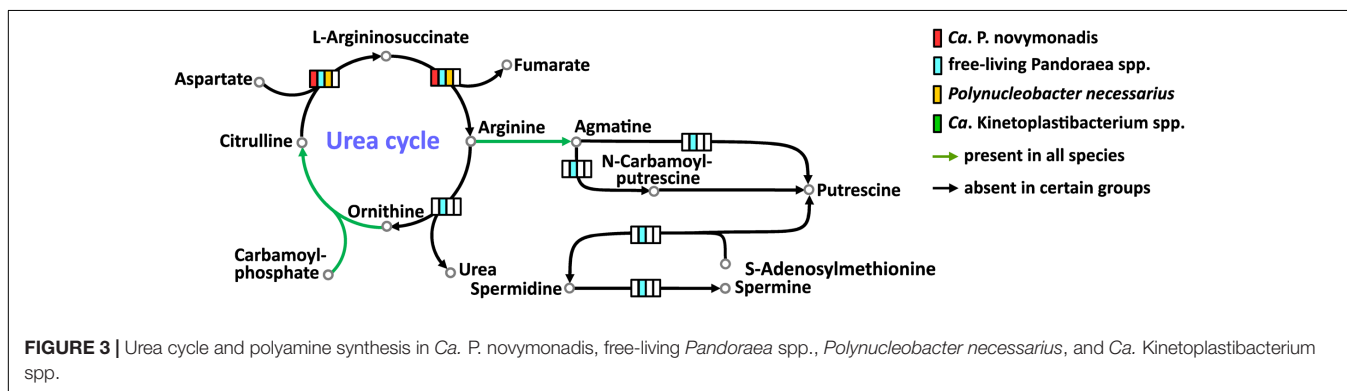 L-Argininosuccinate
Aspartate
Fumarate
Citrulline
Urea cycle
Arginine
Agmatine
N-Carbamoyl-
putrescine
Putrescine
Ornithine
Carbamoyl-
phosphate
Urea
Spermidine
S-Adenosylmethionine
Spermine
Ca. P. novymonadis
free-living Pandoraea spp.
Polynucleobacter necessarius
Ca. Kinetoplastibacterium spp.
present in all species
absent in certain groups
FIGURE 3 | Urea cycle and polyamine synthesis in Ca. P. novymonadis, free-living Pandoraea spp., Polynucleobacter necessarius, and Ca. Kinetoplastibacterium
spp.